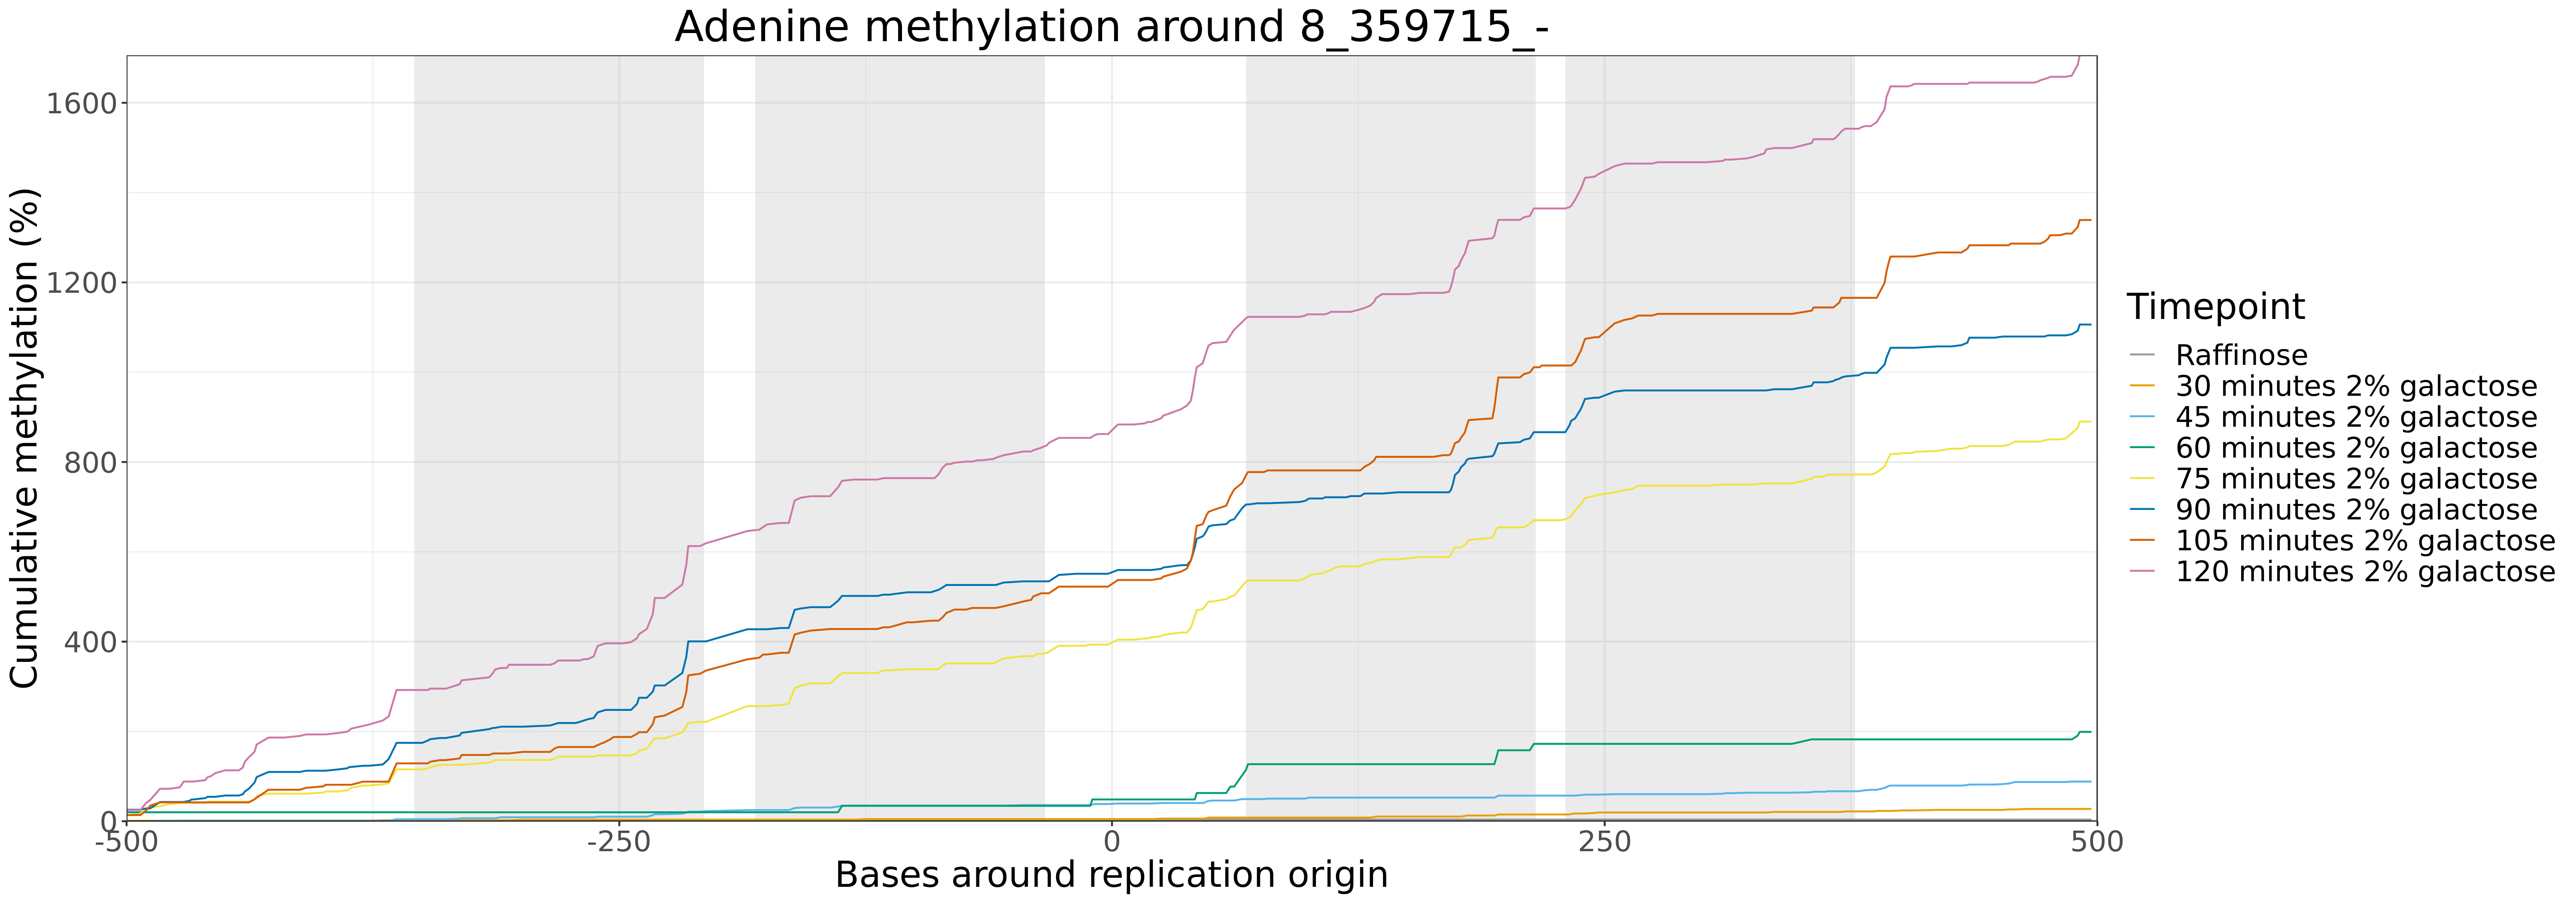 Adenine methylation around 8_359715_-
Cumulative methylation (%)
1600
1200
800
400
0
-500
-250
0
250
500
Bases around replication origin
Timepoint
Raffinose
30 minutes 2% galactose
45 minutes 2% galactose
60 minutes 2% galactose
75 minutes 2% galactose
90 minutes 2% galactose
105 minutes 2% galactose
120 minutes 2% galactose